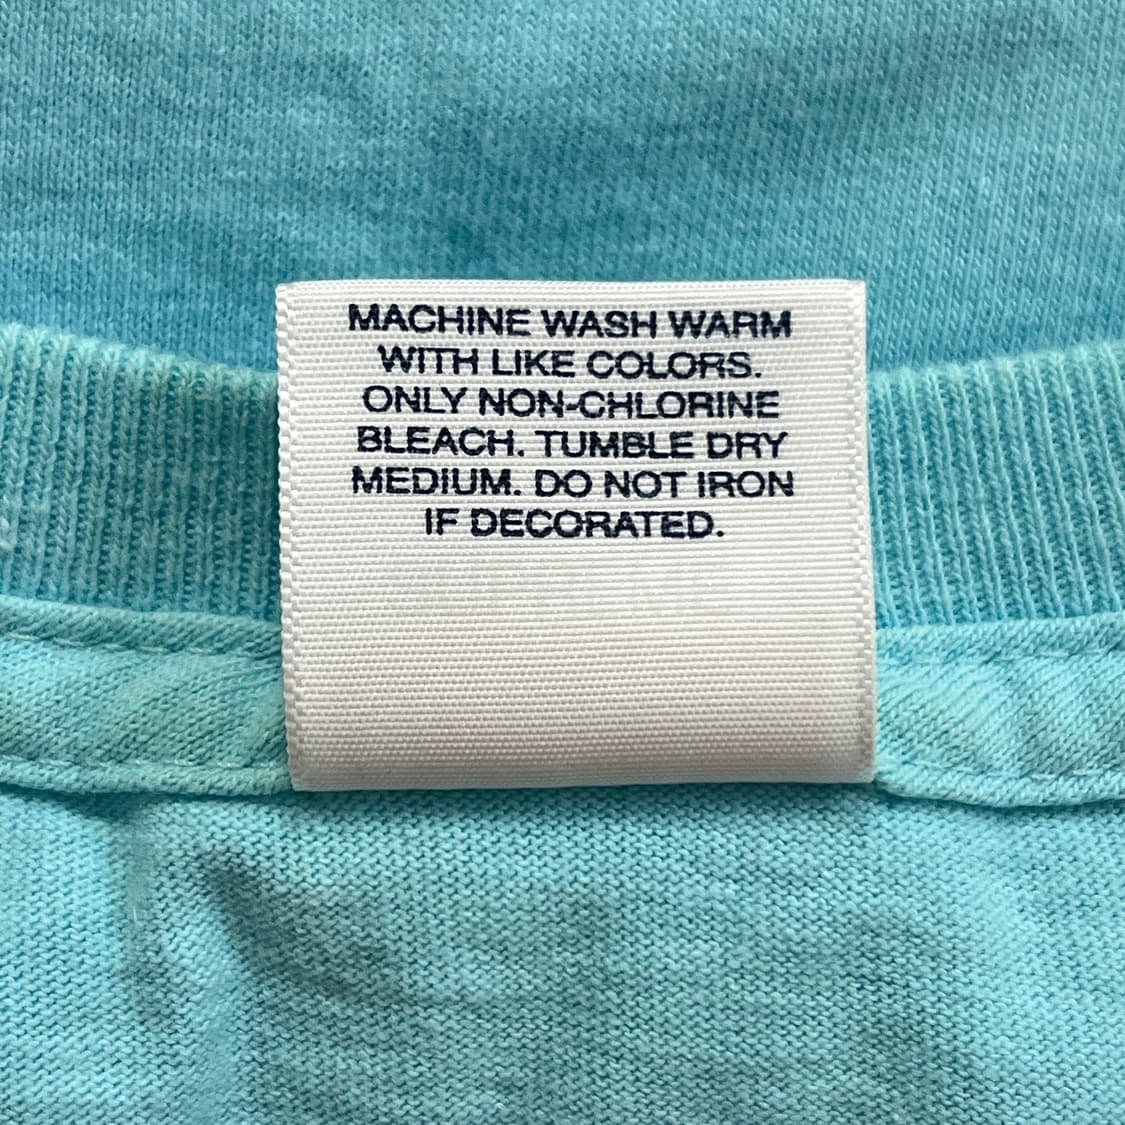 MACHINE WASH WARM
WITH LIKE COLORS.
ONLY NON-CHLORINE
BLEACH. TUMBLE DRY
MEDIUM. DO NOT IRON
IF DECORATED.